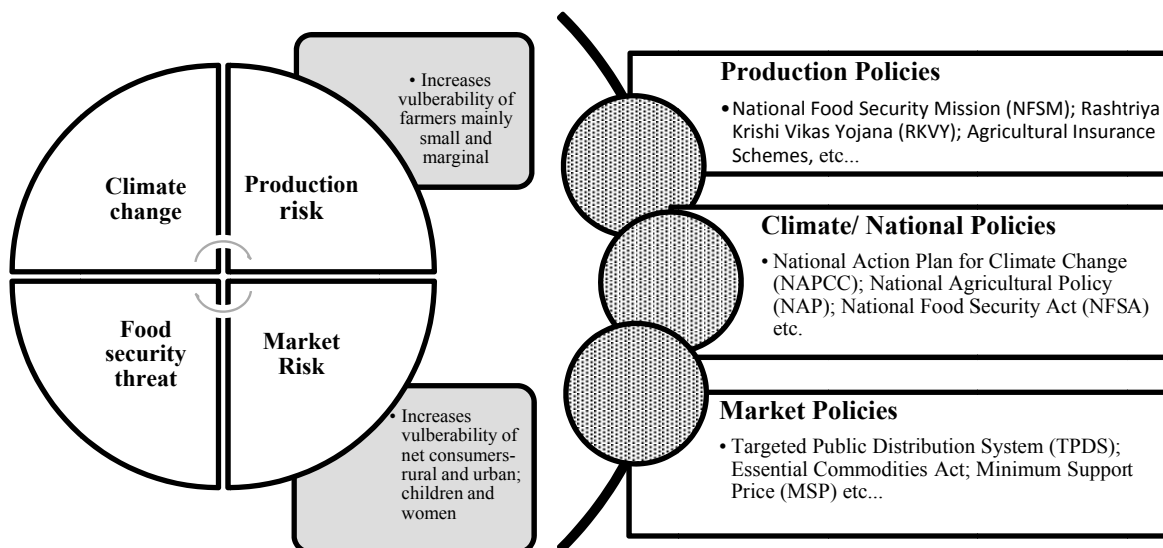 Climate
change
Production
risk
Food
security
threat
Market
Risk
• Increases
vulberability of
farmers mainly
small and
marginal
• Increases
vulberability of
net consumers-
rural and urban;
children and
women
Production Policies
•National Food Security Mission (NFSM); Rashtriya
Krishi Vikas Yojana (RKVY); Agricultural Insurance
Schemes, etc...
Climate/ National Policies
• National Action Plan for Climate Change
(NAPCC); National Agricultural Policy
(NAP); National Food Security Act (NFSA)
etc.
Market Policies
• Targeted Public Distribution System (TPDS);
Essential Commodities Act; Minimum Support
Price (MSP) etc...